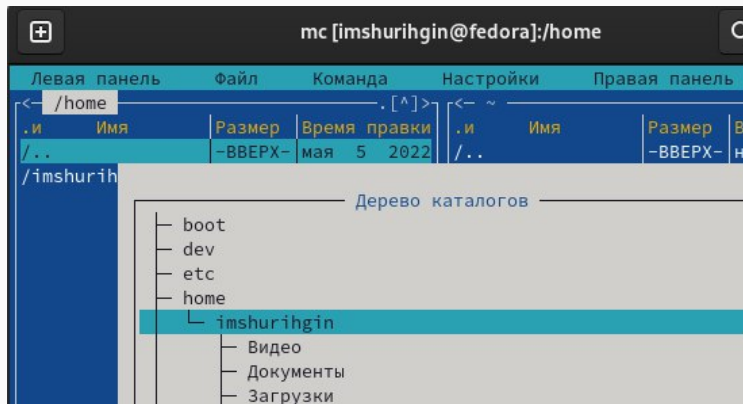 mc [imshurihgin@fedora]:/home
Левая панель Файл Команда Настройки Правая панель
<— /home .[^]> <— ~
.и Имя Размер Время правки .и Имя Размер
/.. -ВВЕРХ- мая 5 2022 /.. -ВВЕРХ-
/imshurih
Дерево каталогов
boot
dev
etc
home
imshurihgin
Видео
Документы
Загрузки